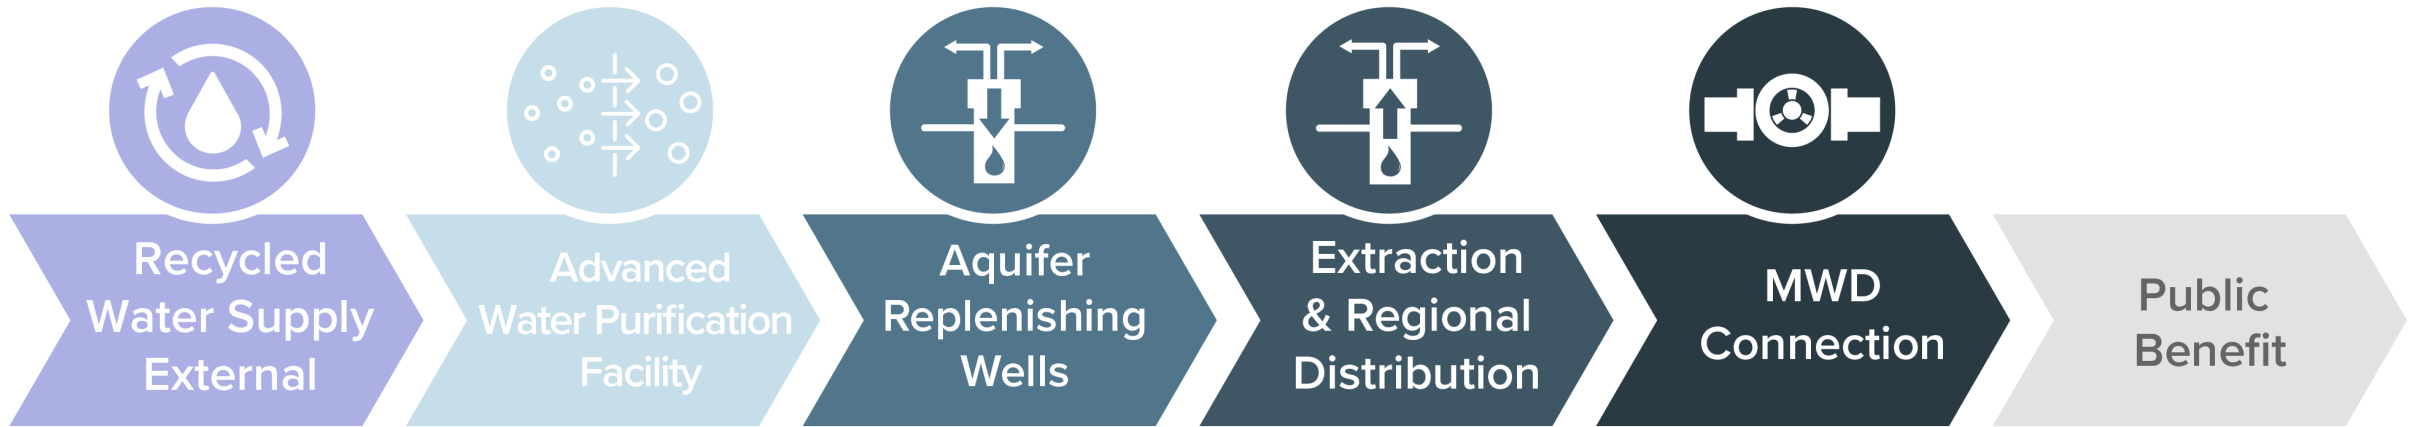 Recycled
Water Supply
External
Advanced
Water Purification
Facility
Aquifer
Replenishing
Wells
Extraction
& Regional
Distribution
MWD
Connection
Public
Benefit